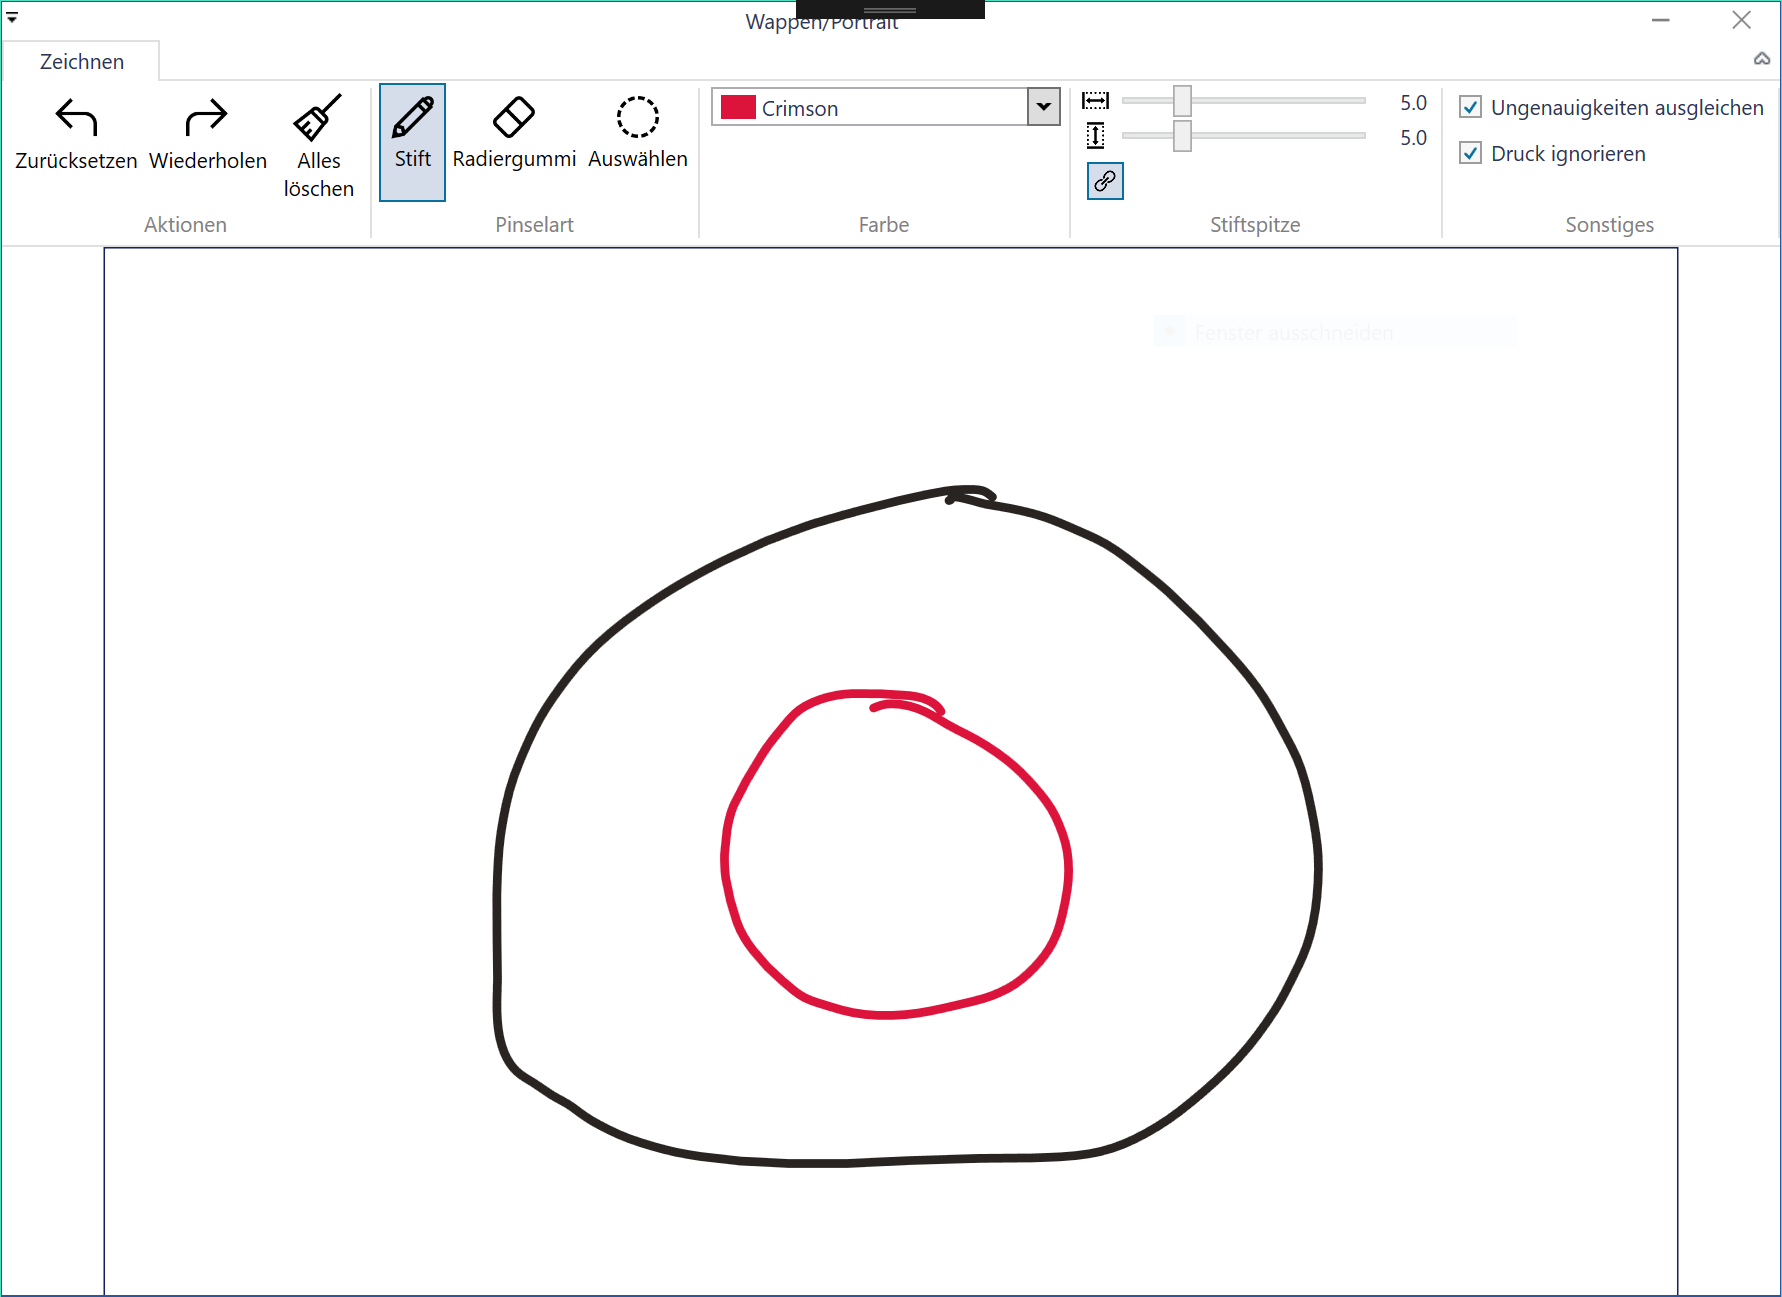 Wappen/Portrait
Zeichnen
Zurücksetzen
Wiederholen
Alles
löschen
Aktionen
Stift
Radiergummi
Auswählen
Pinselart
Crimson
Farbe
5.0
5.0
Stiftspitze
Ungenauigkeiten ausgleichen
Druck ignorieren
Sonstiges
Fenster ausschneiden